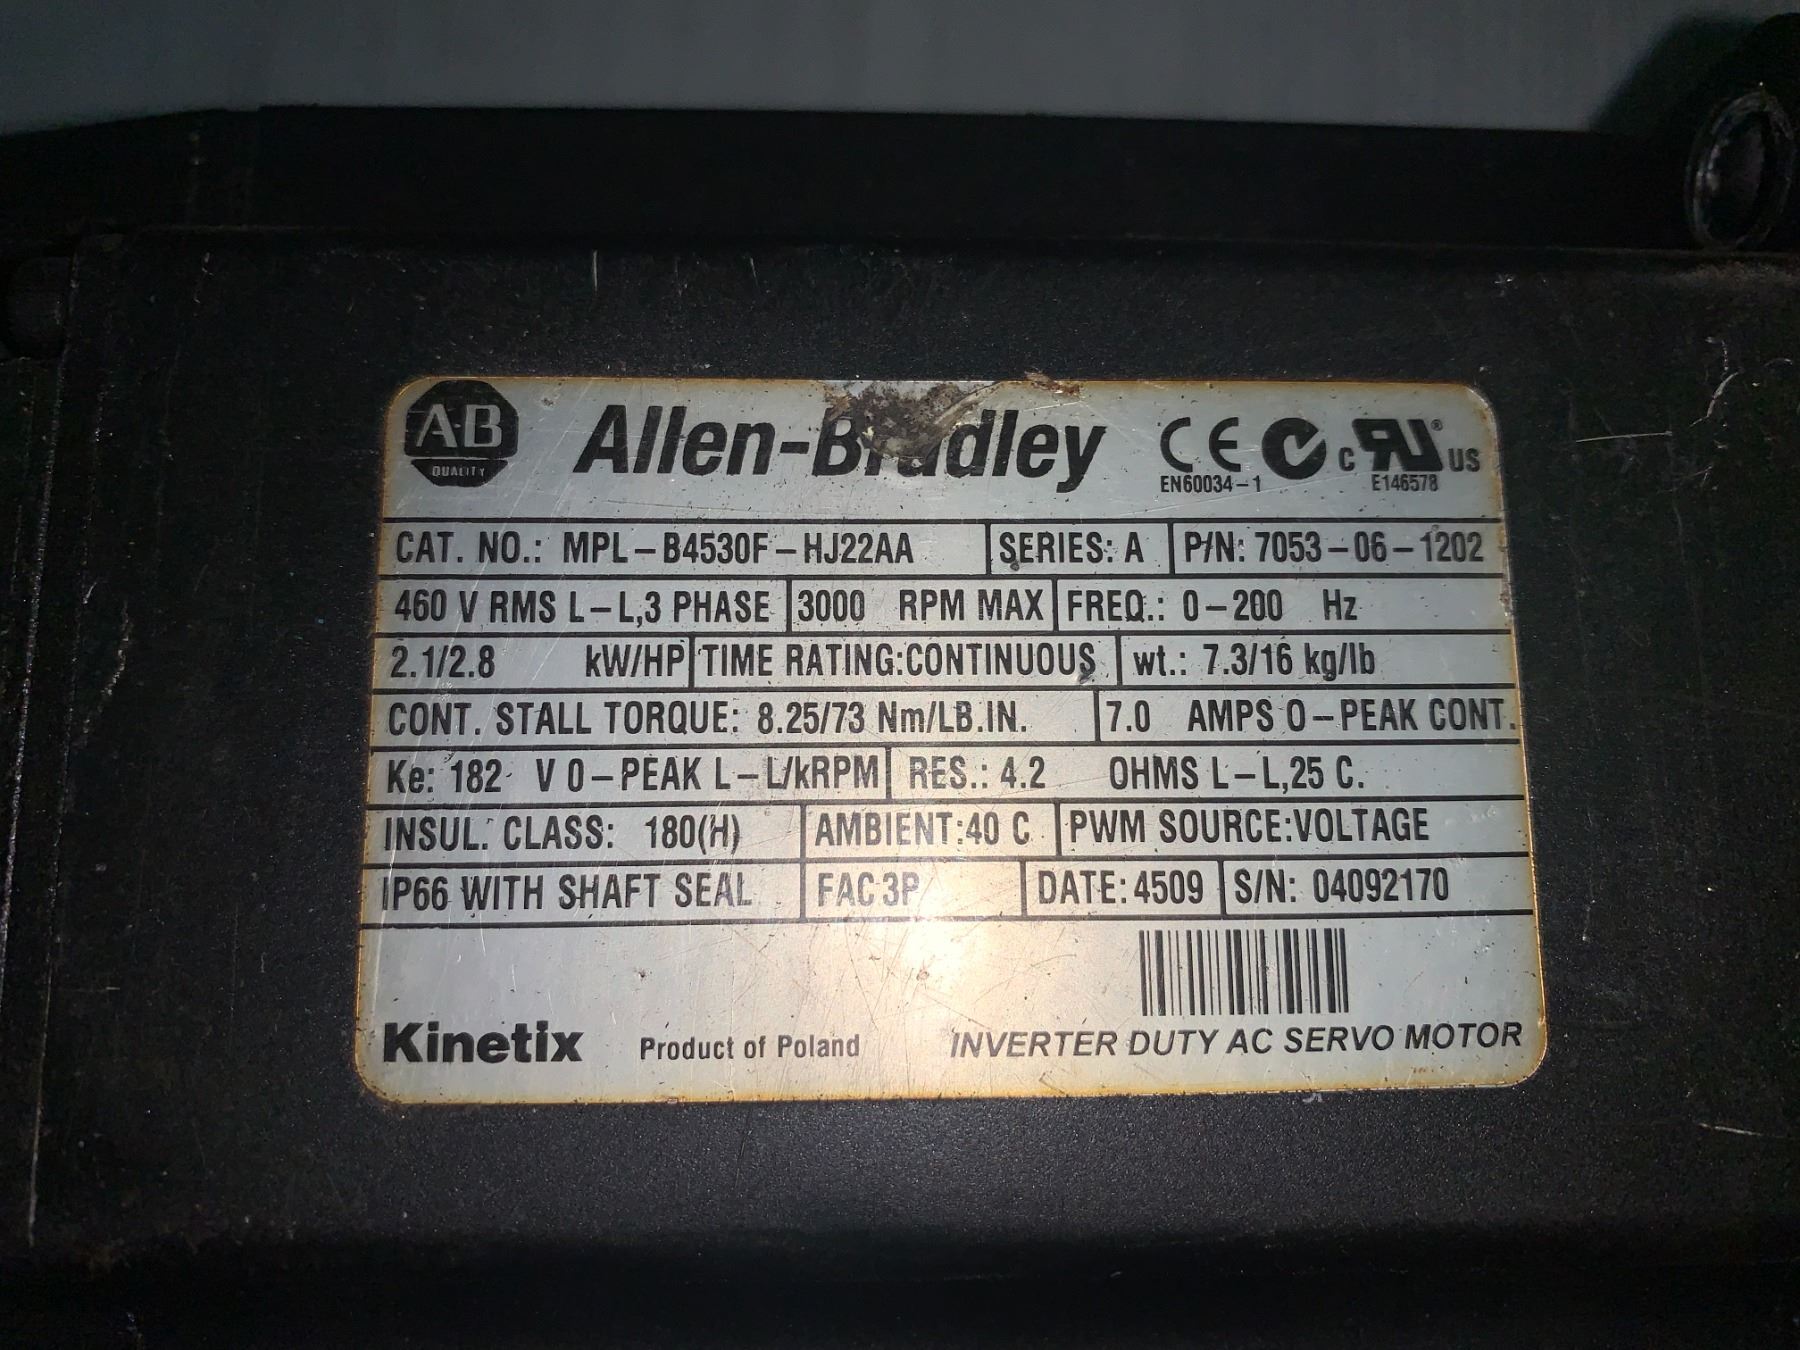 A-B QUALITY Allen-Bradley CE C UR® US
EN60034-1 E146578
CAT. NO.: MPL-B4530F-HJ22AA SERIES: A P/N: 7053-06-1202
460 V RMS L-L,3 PHASE 3000 RPM MAX FREQ.: 0-200 Hz
2.1/2.8 kW/HP TIME RATING:CONTINUOUS wt.: 7.3/16 kg/lb
CONT. STALL TORQUE: 8.25/73 Nm/LB.IN. 7.0 AMPS 0-PEAK CONT.
Ke: 182 V 0-PEAK L-L/kRPM RES.: 4.2 OHMS L-L,25 C.
INSUL. CLASS: 180(H) AMBIENT:40 C PWM SOURCE:VOLTAGE
IP66 WITH SHAFT SEAL FAC 3P DATE:4509 S/N: 04092170
Kinetix Product of Poland INVERTER DUTY AC SERVO MOTOR